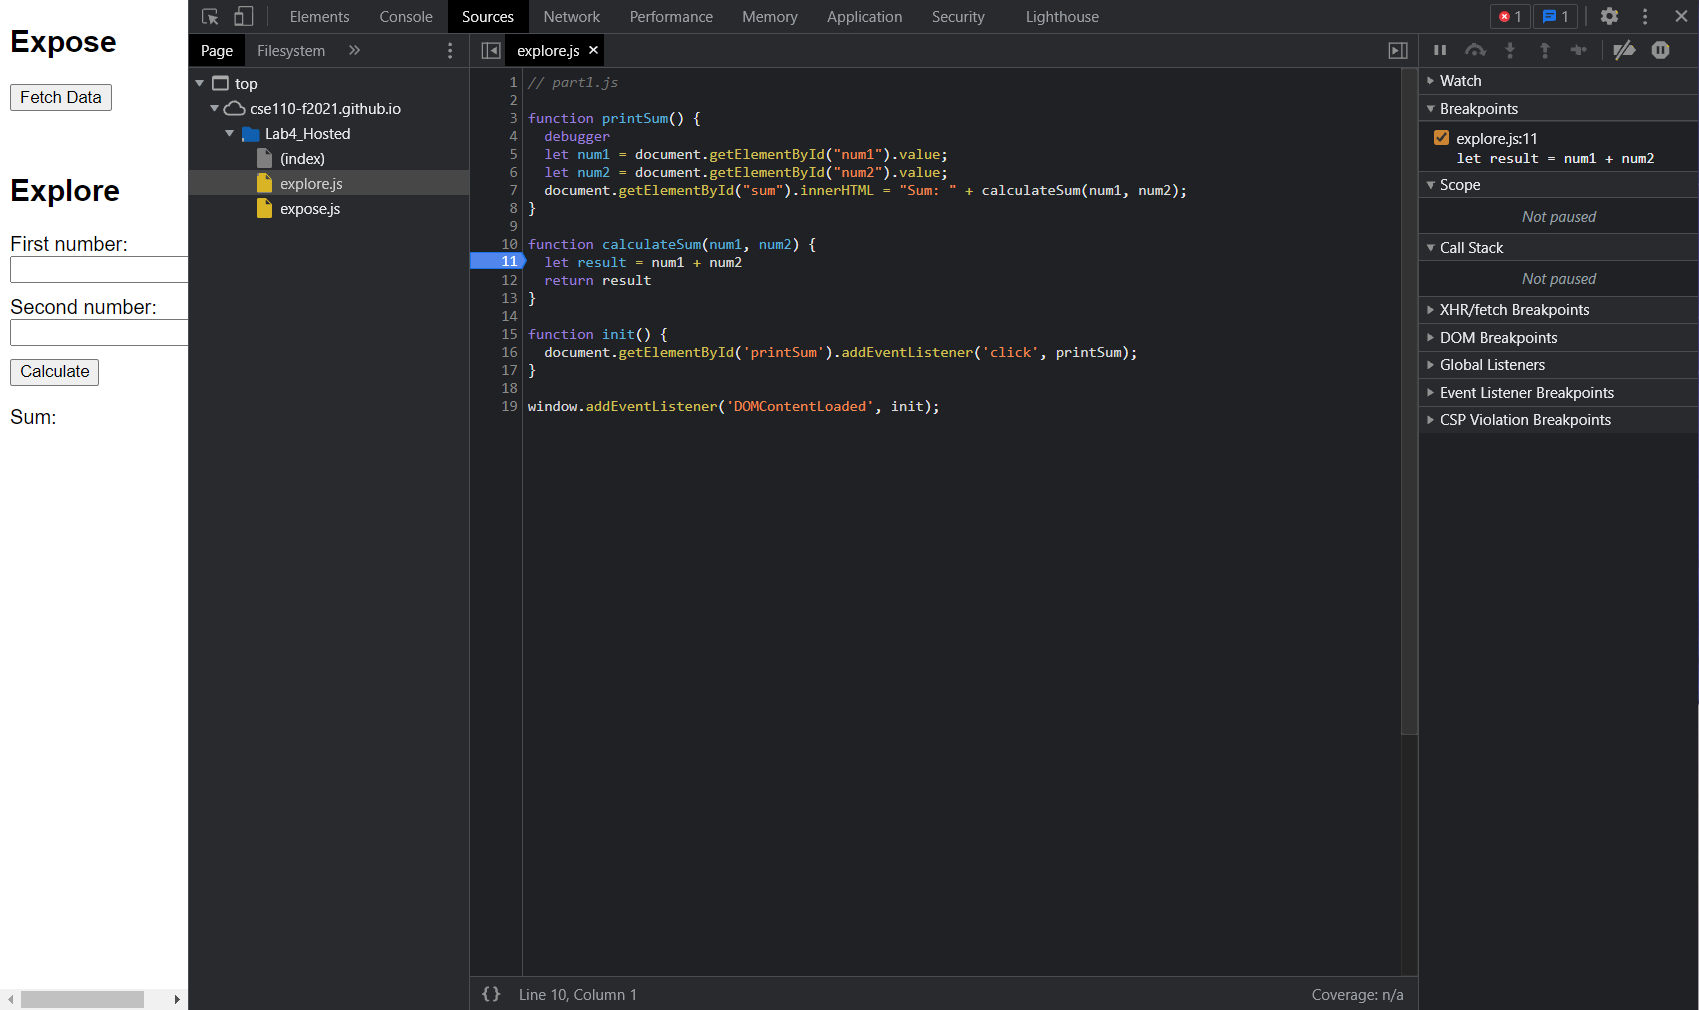 Expose
Fetch Data
Explore
First number:
Second number:
Calculate
Sum:
Elements Console Sources Network Performance Memory Application Security Lighthouse 1 1
Page Filesystem
top
cse110-f2021.github.io
Lab4_Hosted
(index)
explore.js
expose.js
explore.js
1 // part1.js
2
3 function printSum() {
4 debugger
5 let num1 = document.getElementById("num1").value;
6 let num2 = document.getElementById("num2").value;
7 document.getElementById("sum").innerHTML = "Sum: " + calculateSum(num1, num2);
8 }
9
10 function calculateSum(num1, num2) {
11 let result = num1 + num2
12 return result
13 }
14
15 function init() {
16 document.getElementById('printSum').addEventListener('click', printSum);
17 }
18
19 window.addEventListener('DOMContentLoaded', init);
{} Line 10, Column 1 Coverage: n/a
Watch
Breakpoints
explore.js:11
let result = num1 + num2
Scope
Not paused
Call Stack
Not paused
XHR/fetch Breakpoints
DOM Breakpoints
Global Listeners
Event Listener Breakpoints
CSP Violation Breakpoints